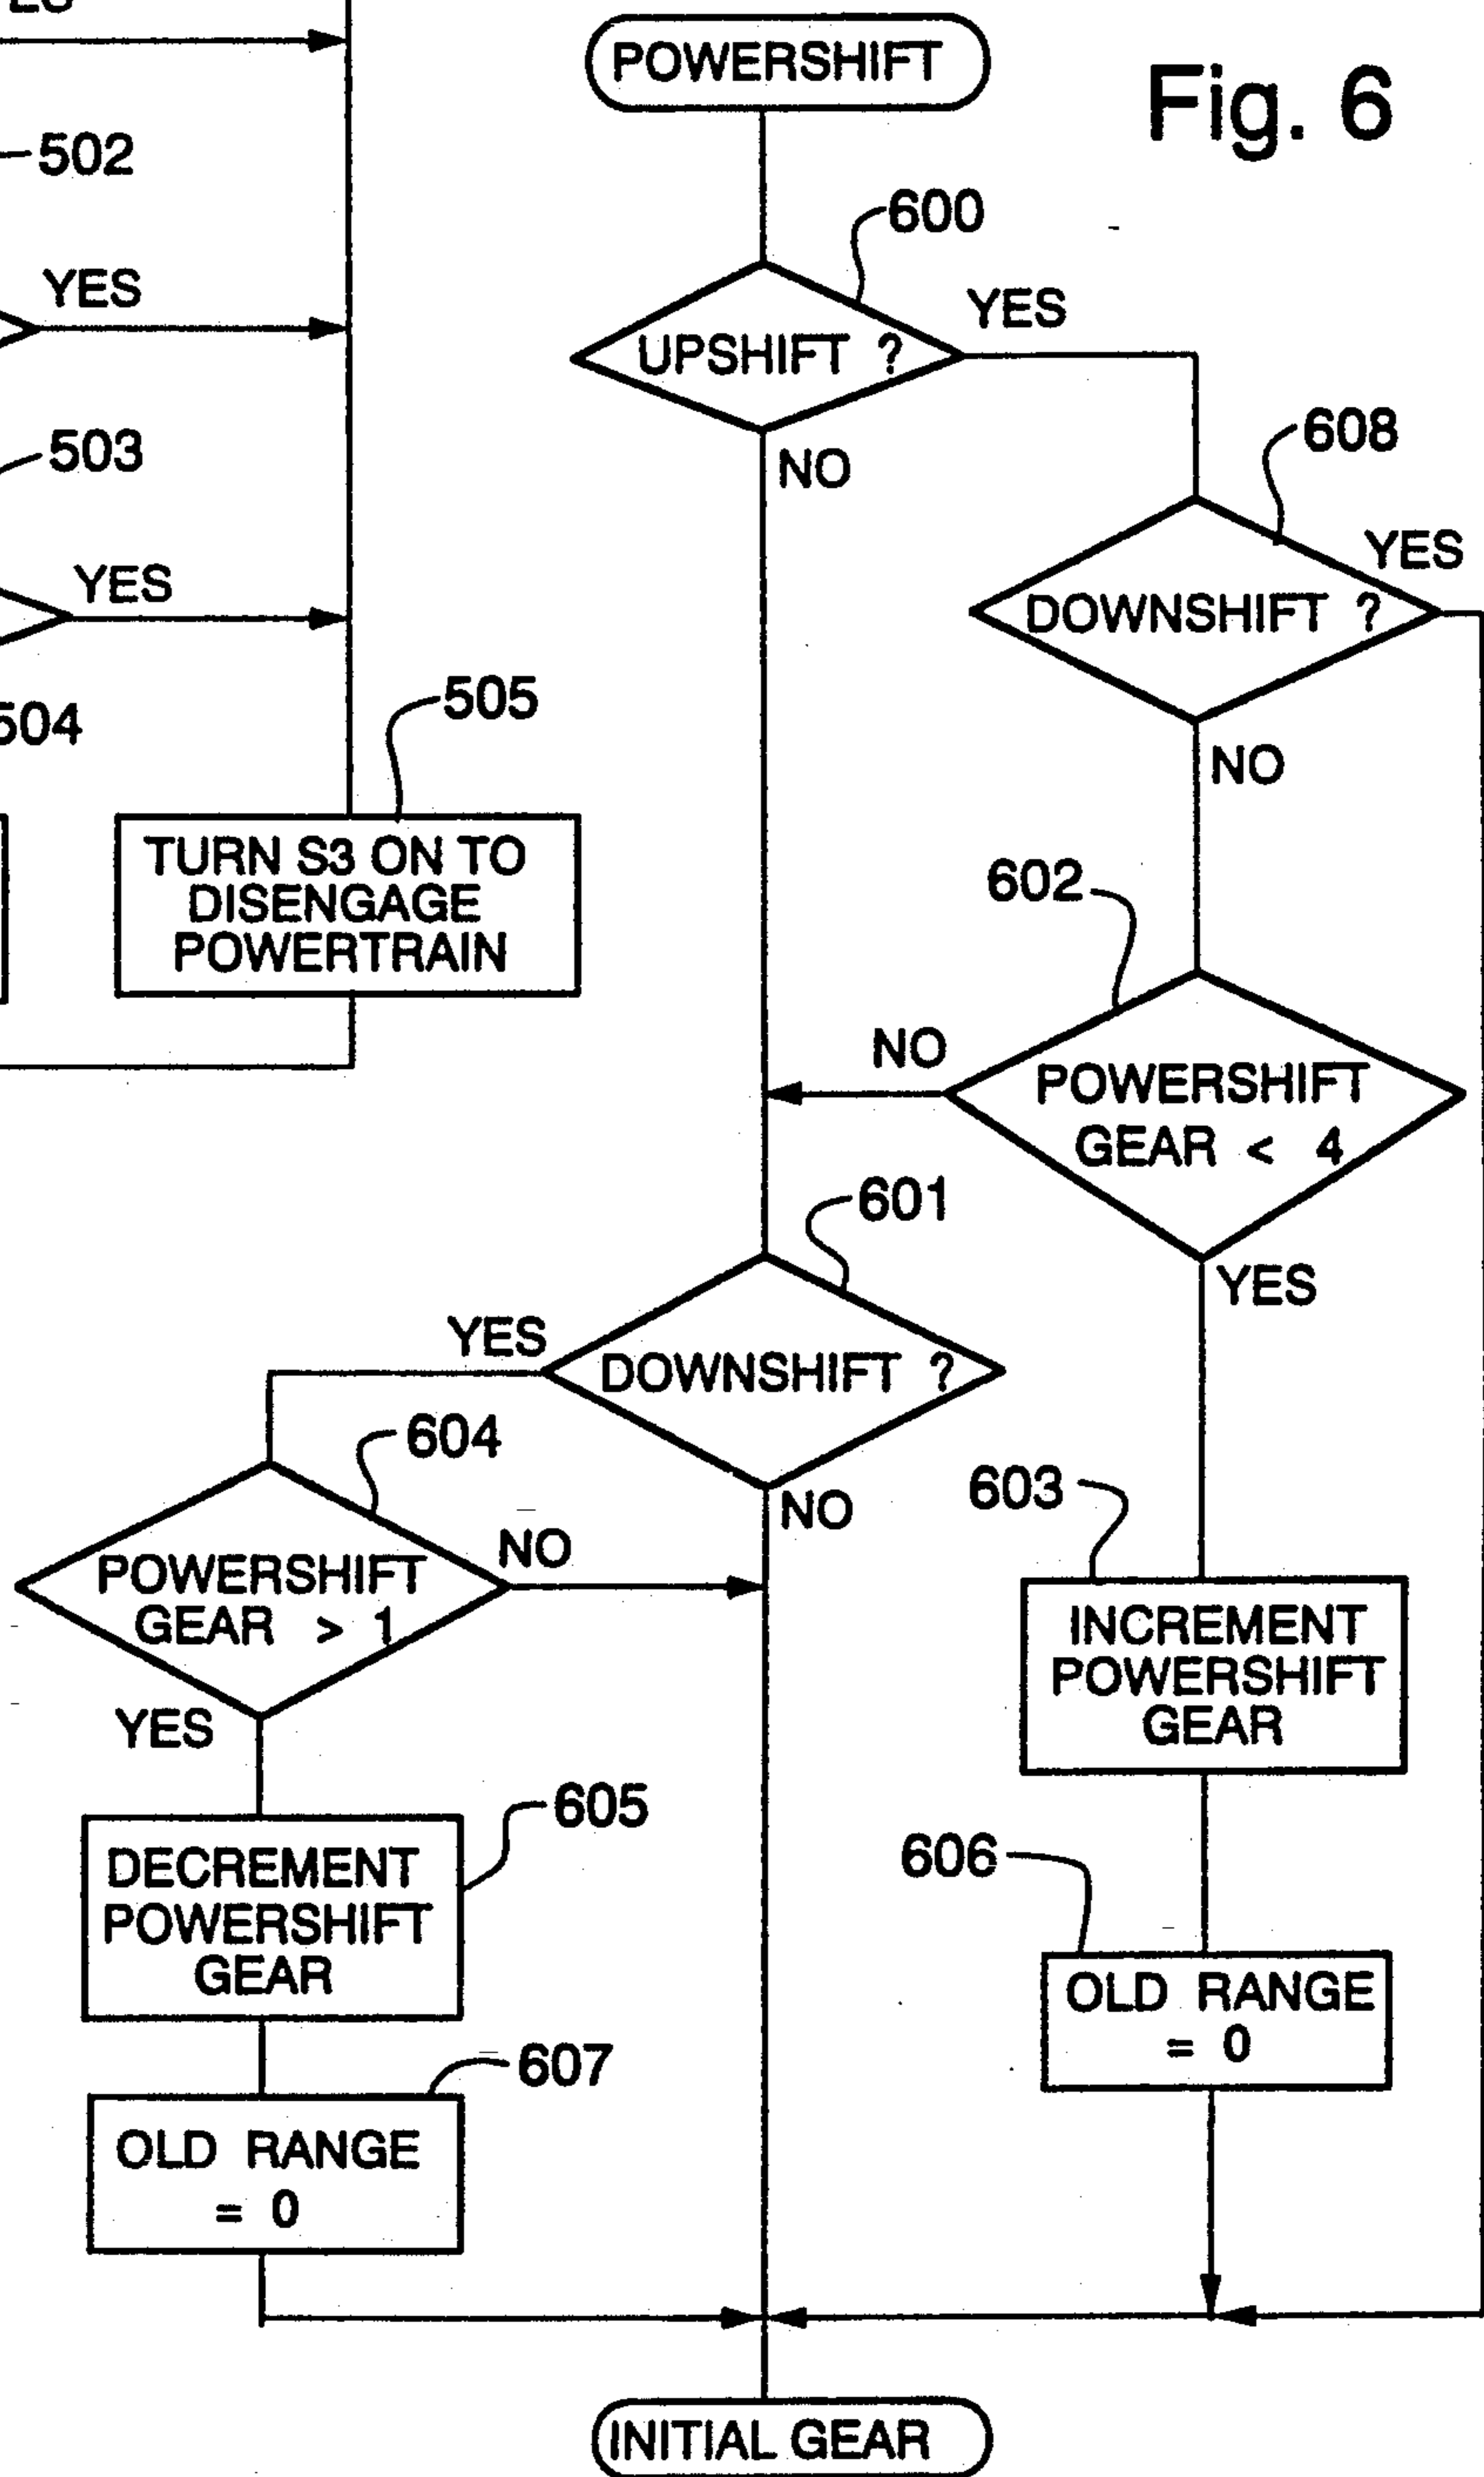 POWERSHIFT
Fig. 6
502
600
YES
YES
UPSHIFT ?
608
503
NO
YES
YES
DOWNSHIFT ?
505
504
NO
TURN S3 ON TO
DISENGAGE
POWERTRAIN
602
NO
POWERSHIFT
GEAR < 4
601
YES
YES
DOWNSHIFT ?
604
603
NO
NO
POWERSHIFT
GEAR > 1
INCREMENT
POWERSHIFT
GEAR
YES
605
606
DECREMENT
POWERSHIFT
GEAR
OLD RANGE
= 0
607
OLD RANGE
= 0
INITIAL GEAR